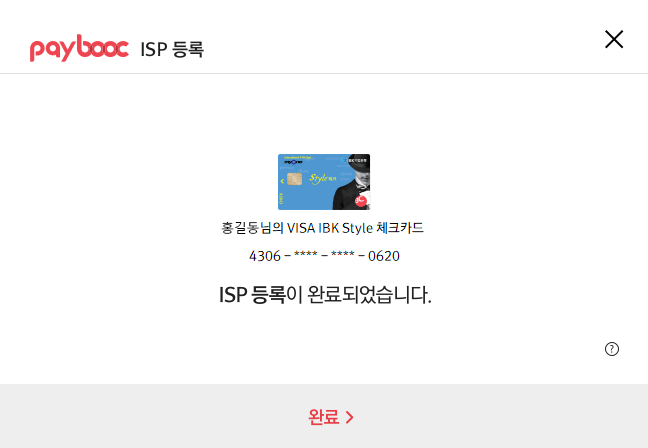 paybooc ISP 등록
Stylenn
홍길동님의 VISA IBK Style 체크카드
4306 - **** - **** - 0620
ISP 등록이 완료되었습니다.
?
완료 >